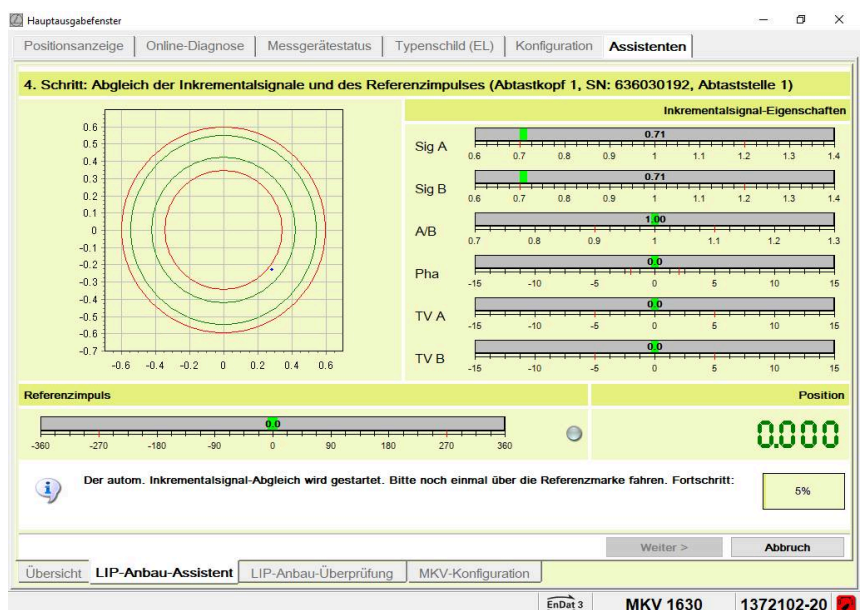 Hauptausgabefenster
Positionsanzeige Online-Diagnose Messgerätestatus Typenschild (EL) Konfiguration Assistenten
4. Schritt: Abgleich der Inkrementalsignale und des Referenzimpulses (Abtastkopf 1, SN: 636030192, Abtaststelle 1)
Inkrementalsignal-Eigenschaften
0.6
0.5
0.4
0.3
0.2
0.1
0
-0.1
-0.2
-0.3
-0.4
-0.5
-0.6
-0.7
-0.6 -0.4 -0.2 0 0.2 0.4 0.6
Sig A 0.71
0.6 0.7 0.8 0.9 1 1.1 1.2 1.3 1.4
Sig B 0.71
0.6 0.7 0.8 0.9 1 1.1 1.2 1.3 1.4
A/B 1.00
0.7 0.8 0.9 1 1.1 1.2 1.3
Pha 0.0
-15 -10 -5 0 5 10 15
TV A 0.0
-15 -10 -5 0 5 10 15
TV B 0.0
-15 -10 -5 0 5 10 15
Referenzimpuls
0.0
-360 -270 -180 -90 0 90 180 270 360
Position
0.000
Der autom. Inkrementalsignal-Abgleich wird gestartet. Bitte noch einmal über die Referenzmarke fahren. Fortschritt:
5%
Weiter > Abbruch
Übersicht LIP-Anbau-Assistent LIP-Anbau-Überprüfung MKV-Konfiguration
EnDat 3 MKV 1630 1372102-20